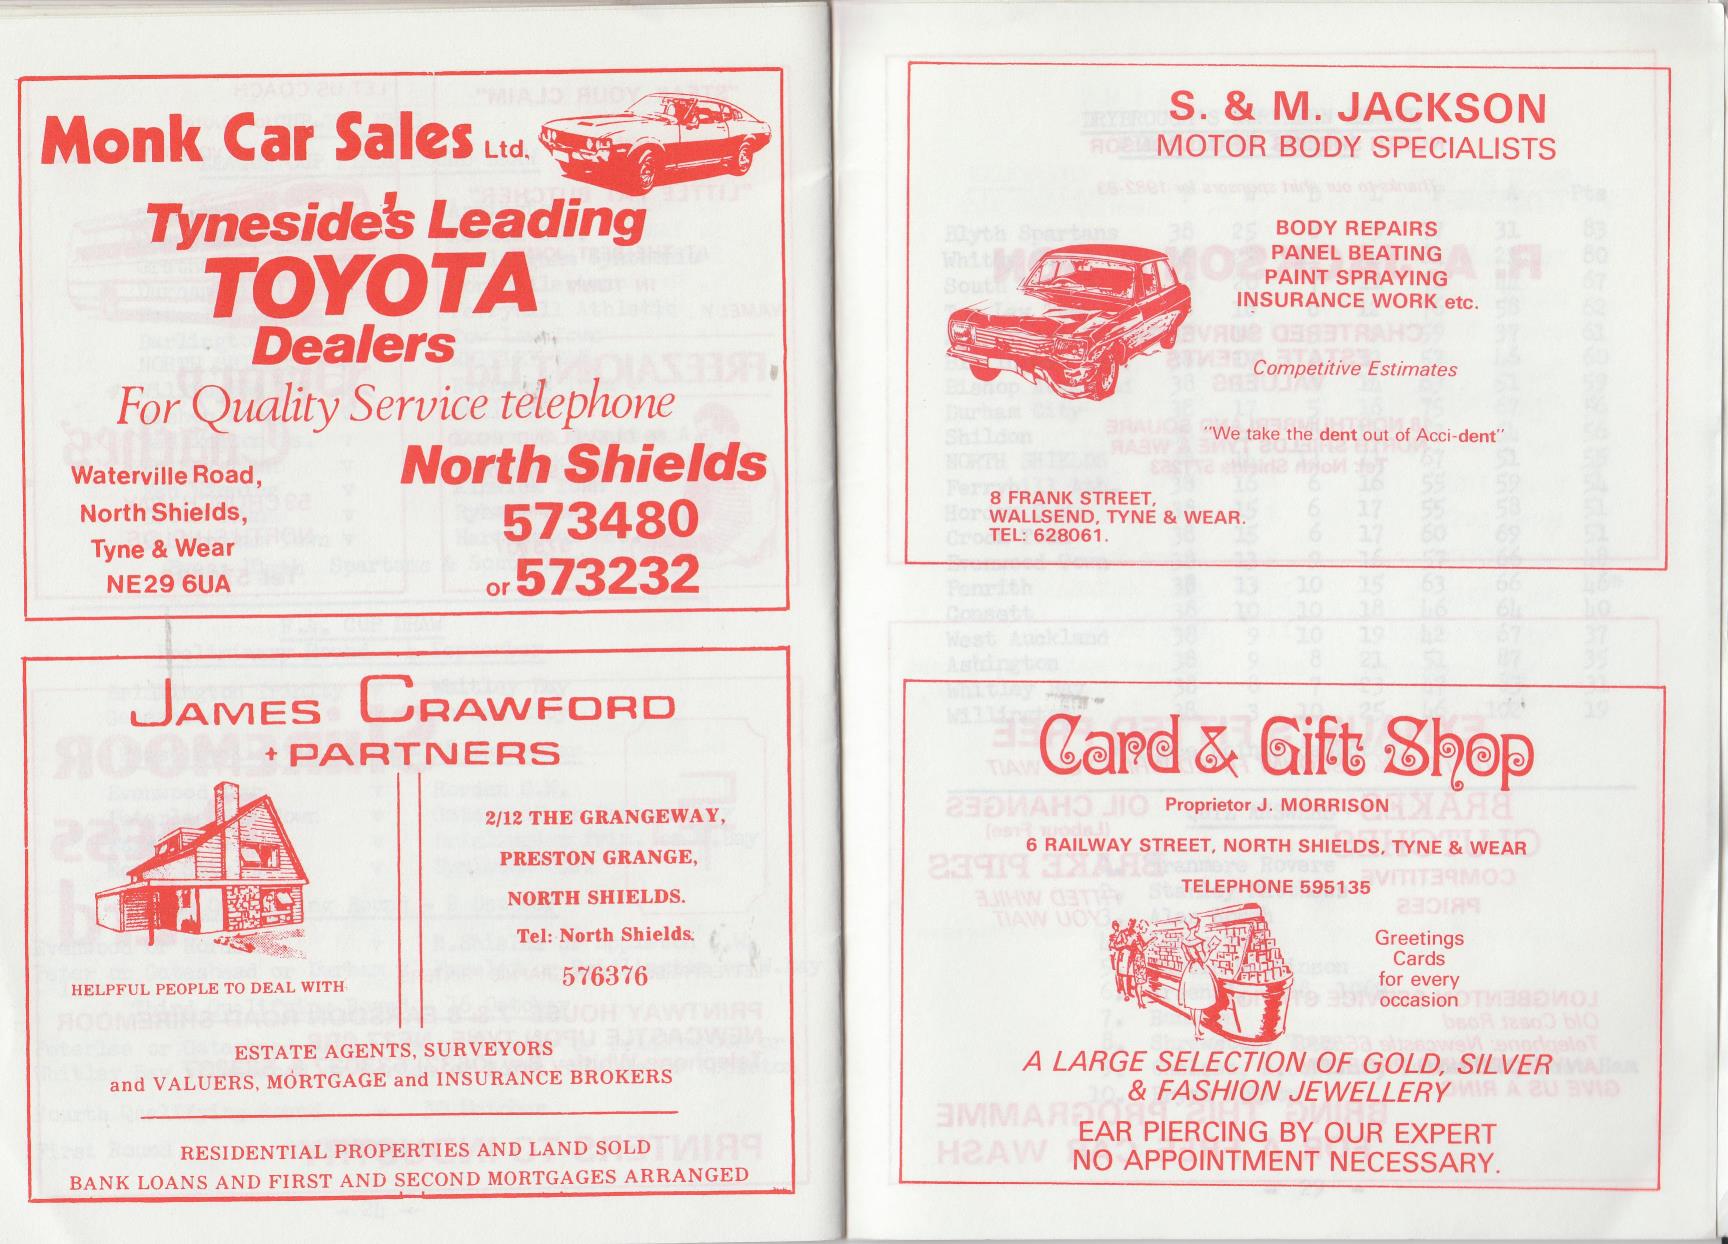 Monk Car Sales Ltd.
Tyneside's Leading
TOYOTA
Dealers
For Quality Service telephone
North Shields
573480
or 573232
Waterville Road,
North Shields,
Tyne & Wear
NE29 6UA
JAMES CRAWFORD
+ PARTNERS
2/12 THE GRANGEWAY,
PRESTON GRANGE,
NORTH SHIELDS.
Tel: North Shields
576376
HELPFUL PEOPLE TO DEAL WITH
ESTATE AGENTS, SURVEYORS
and VALUERS, MORTGAGE and INSURANCE BROKERS
RESIDENTIAL PROPERTIES AND LAND SOLD
BANK LOANS AND FIRST AND SECOND MORTGAGES ARRANGED
S. & M. JACKSON
MOTOR BODY SPECIALISTS
BODY REPAIRS
PANEL BEATING
PAINT SPRAYING
INSURANCE WORK etc.
Competitive Estimates
"We take the dent out of Acci-dent"
8 FRANK STREET,
WALLSEND, TYNE & WEAR.
TEL: 628061.
Card & Gift Shop
Proprietor J. MORRISON
6 RAILWAY STREET, NORTH SHIELDS, TYNE & WEAR
TELEPHONE 595135
Greetings
Cards
for every
occasion
A LARGE SELECTION OF GOLD, SILVER
& FASHION JEWELLERY
EAR PIERCING BY OUR EXPERT
NO APPOINTMENT NECESSARY.